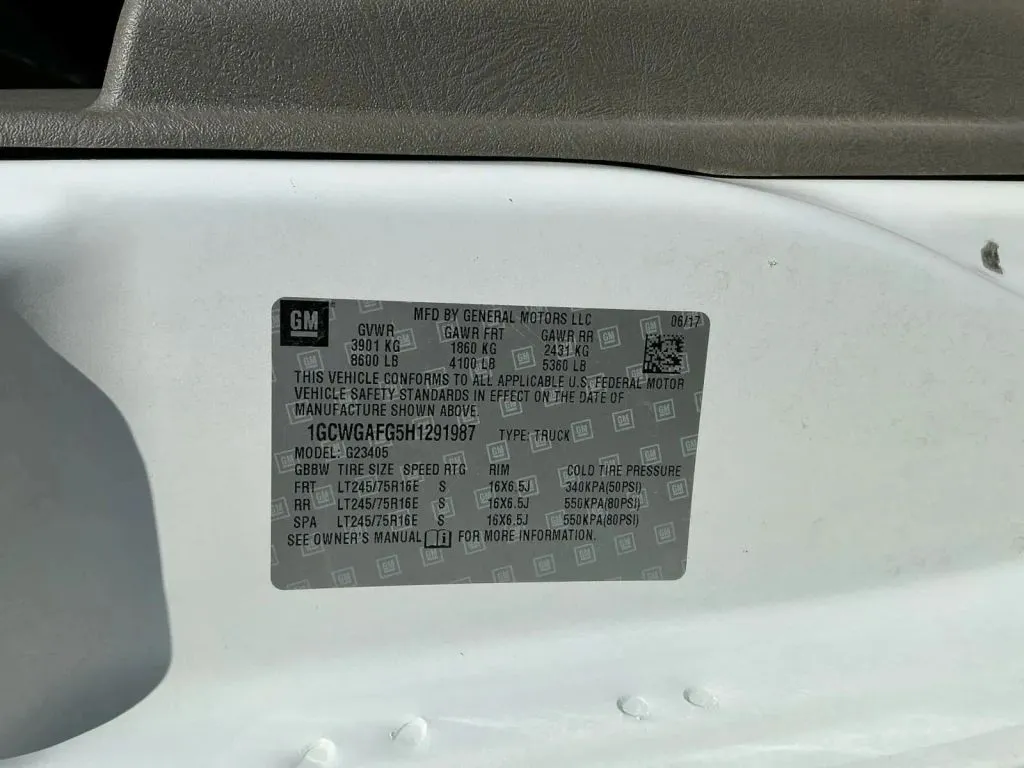 GM
MFD BY GENERAL MOTORS LLC 06/17
GVWR GAWR FRT GAWR RR
3901 KG 1860 KG 2431 KG
8600 LB 4100 LB 5360 LB
THIS VEHICLE CONFORMS TO ALL APPLICABLE U.S. FEDERAL MOTOR
VEHICLE SAFETY STANDARDS IN EFFECT ON THE DATE OF
MANUFACTURE SHOWN ABOVE.
1GCWGAFG5H1291987 TYPE: TRUCK
MODEL: G23405
GBBW TIRE SIZE SPEED RTG RIM COLD TIRE PRESSURE
FRT LT245/75R16E S 16X6.5J 340KPA(50PSI)
RR LT245/75R16E S 16X6.5J 550KPA(80PSI)
SPA LT245/75R16E S 16X6.5J 550KPA(80PSI)
SEE OWNER'S MANUAL i FOR MORE INFORMATION.